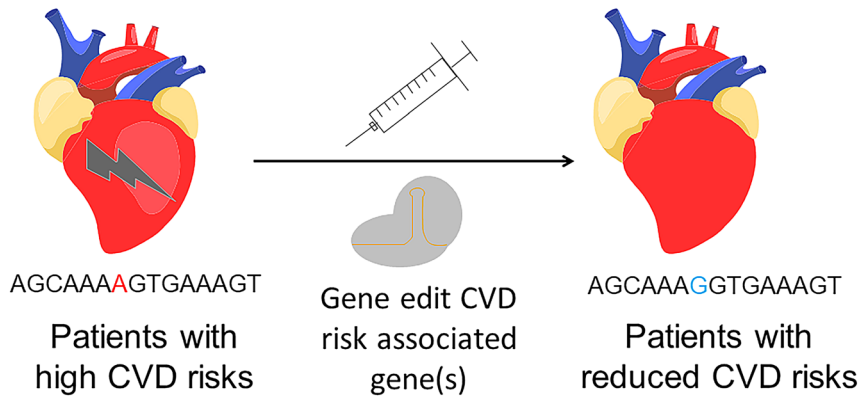 AGCAAAAGTGAAAGT
Patients with
high CVD risks
Gene edit CVD
risk associated
gene(s)
AGCAAAGGTGAAAGT
Patients with
reduced CVD risks